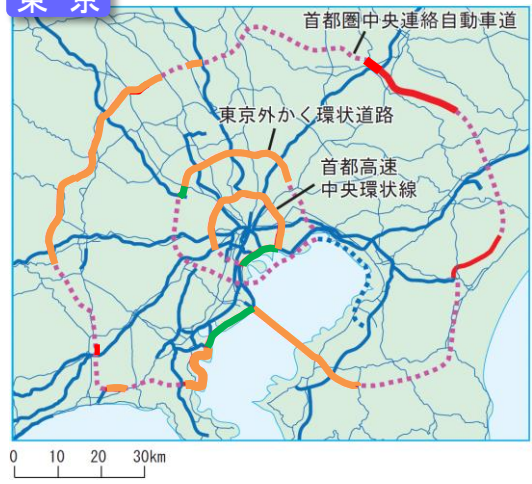 東 京
首都圏中央連絡自動車道
東京外かく環状道路
首都高速
中央環状線
0 10 20 30km